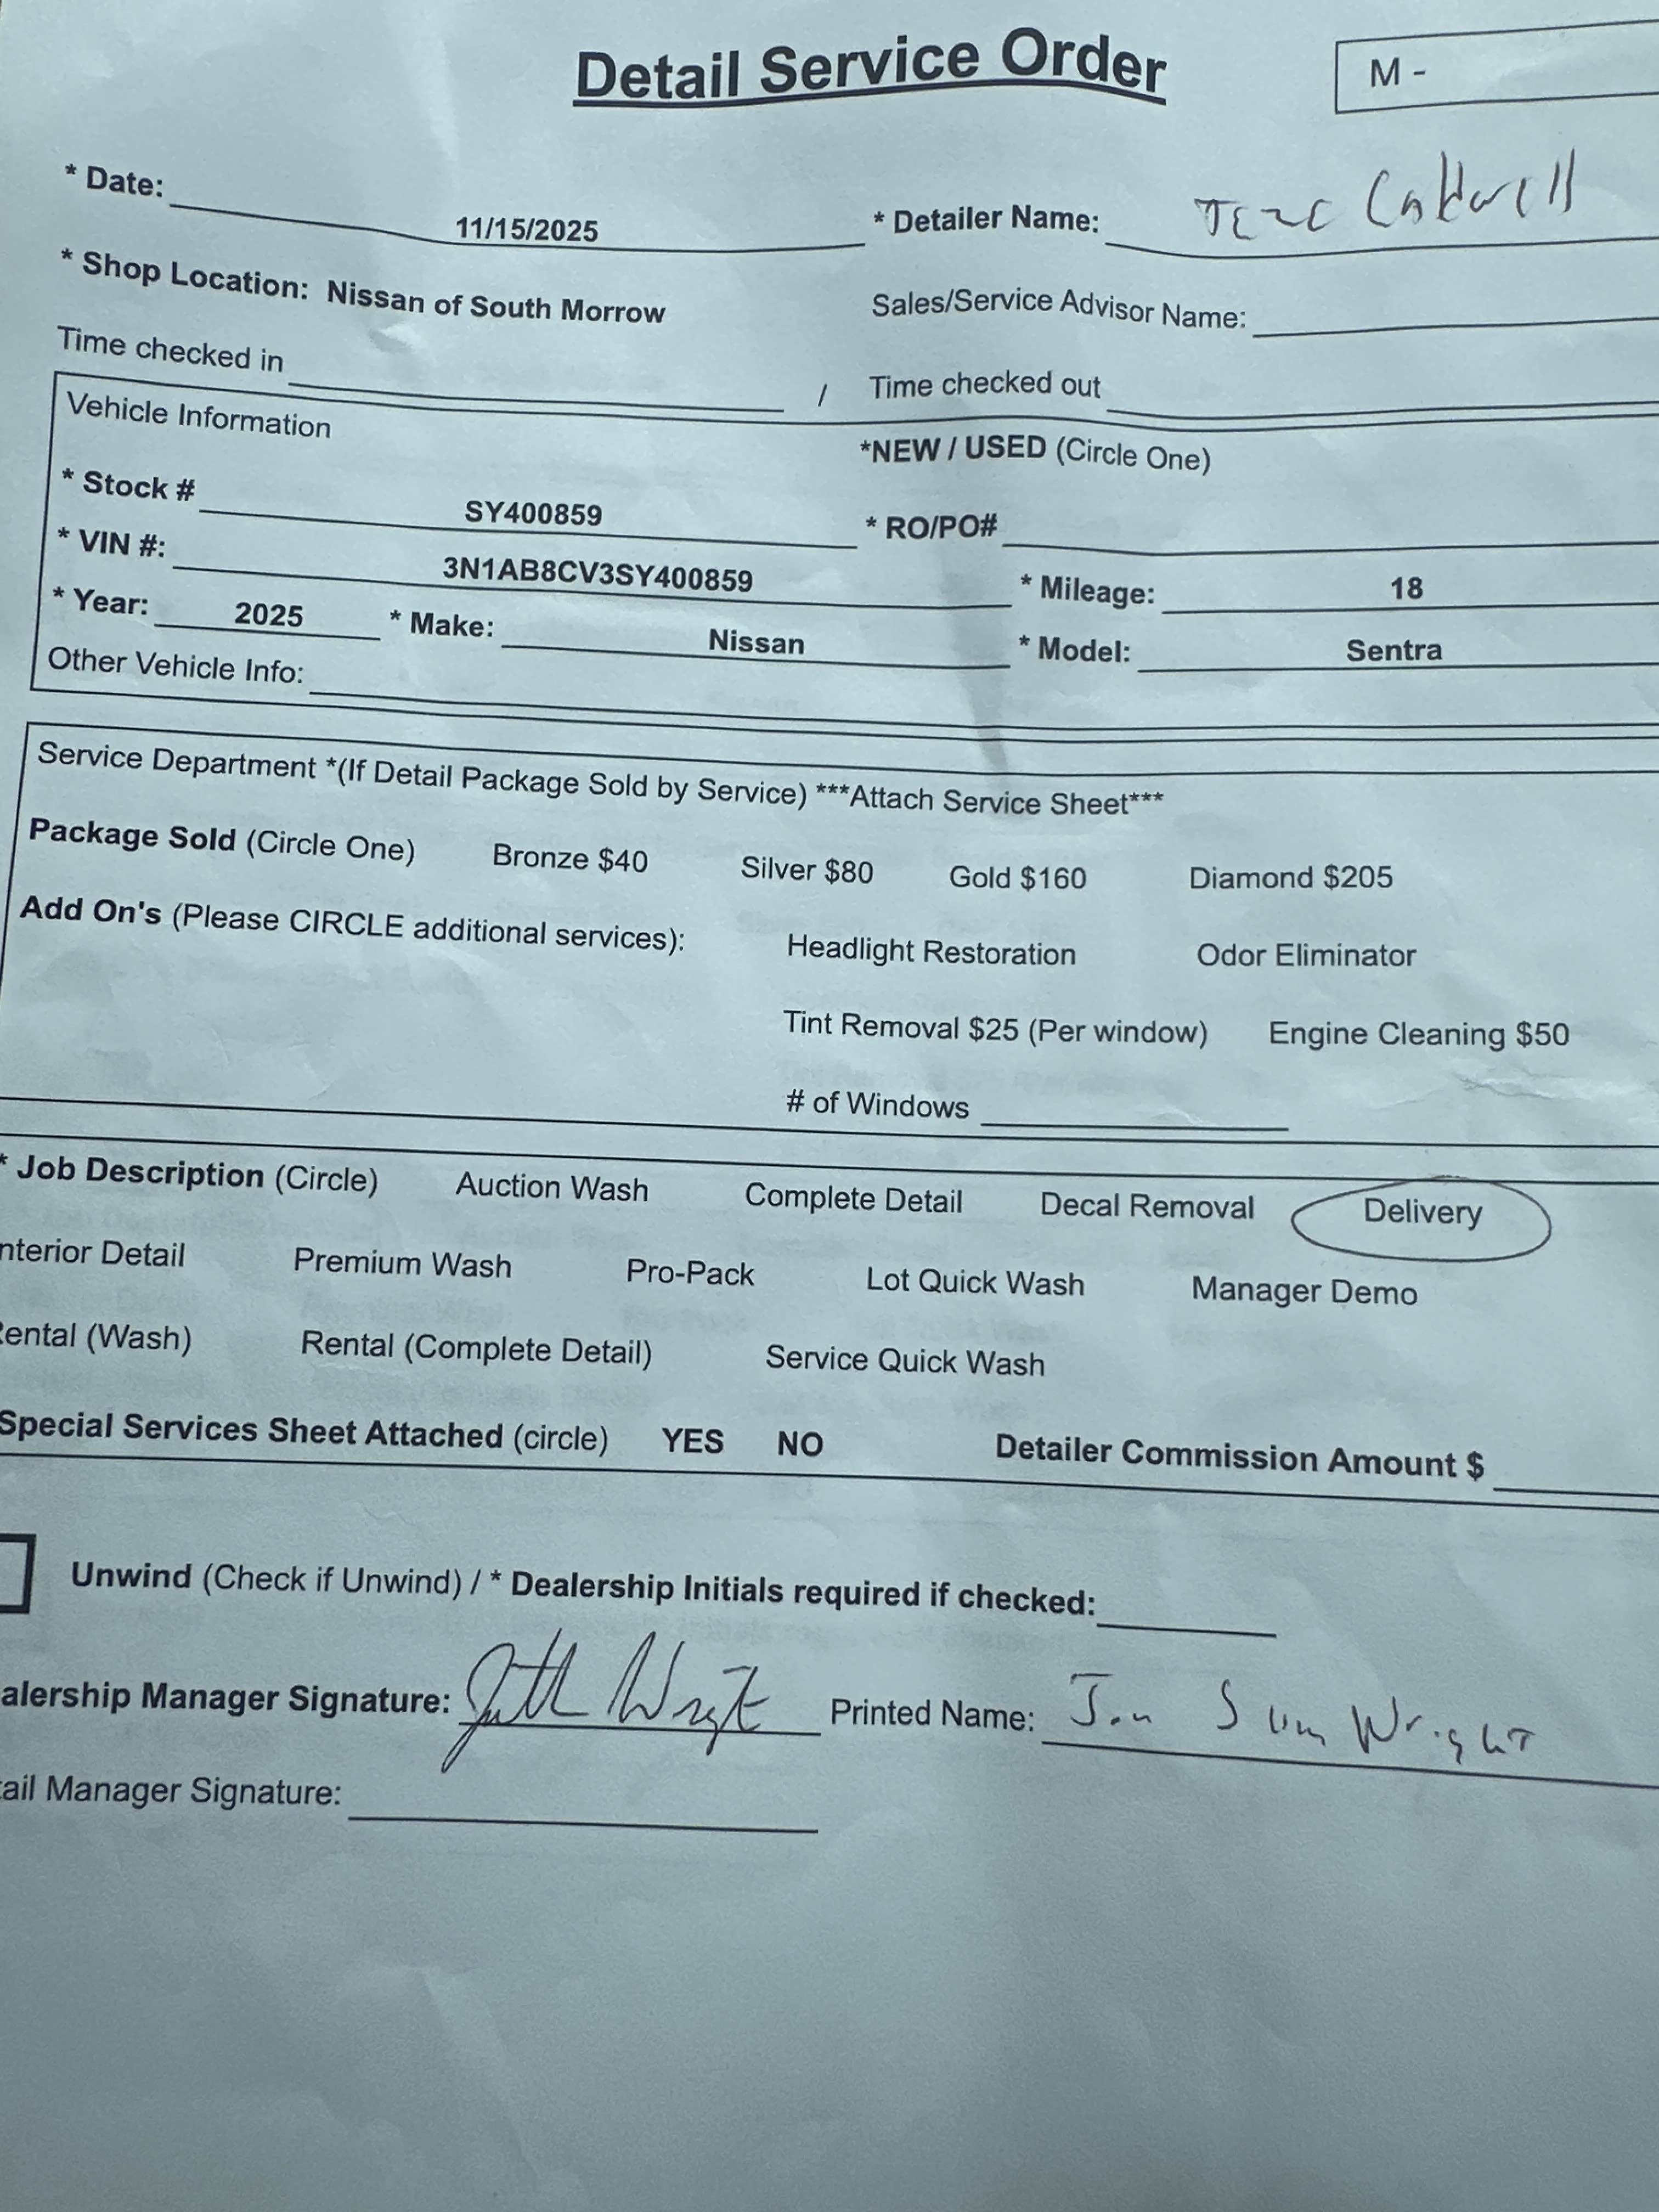 Detail Service Order
M -
* Date: 11/15/2025 * Detailer Name: Caldwell
* Shop Location: Nissan of South Morrow Sales/Service Advisor Name:
Time checked in / Time checked out
Vehicle Information *NEW / USED (Circle One)
* Stock # SY400859 * RO/PO#
* VIN #: 3N1AB8CV3SY400859 * Mileage: 18
* Year: 2025 * Make: Nissan * Model: Sentra
Other Vehicle Info:
Service Department *(If Detail Package Sold by Service) ***Attach Service Sheet***
Package Sold (Circle One) Bronze $40 Silver $80 Gold $160 Diamond $205
Add On's (Please CIRCLE additional services): Headlight Restoration Odor Eliminator
Tint Removal $25 (Per window) Engine Cleaning $50
# of Windows
* Job Description (Circle) Auction Wash Complete Detail Decal Removal Delivery
nterior Detail Premium Wash Pro-Pack Lot Quick Wash Manager Demo
Rental (Wash) Rental (Complete Detail) Service Quick Wash
Special Services Sheet Attached (circle) YES NO Detailer Commission Amount $
Unwind (Check if Unwind) / * Dealership Initials required if checked:
alership Manager Signature: Wright Printed Name: Wright
tail Manager Signature: